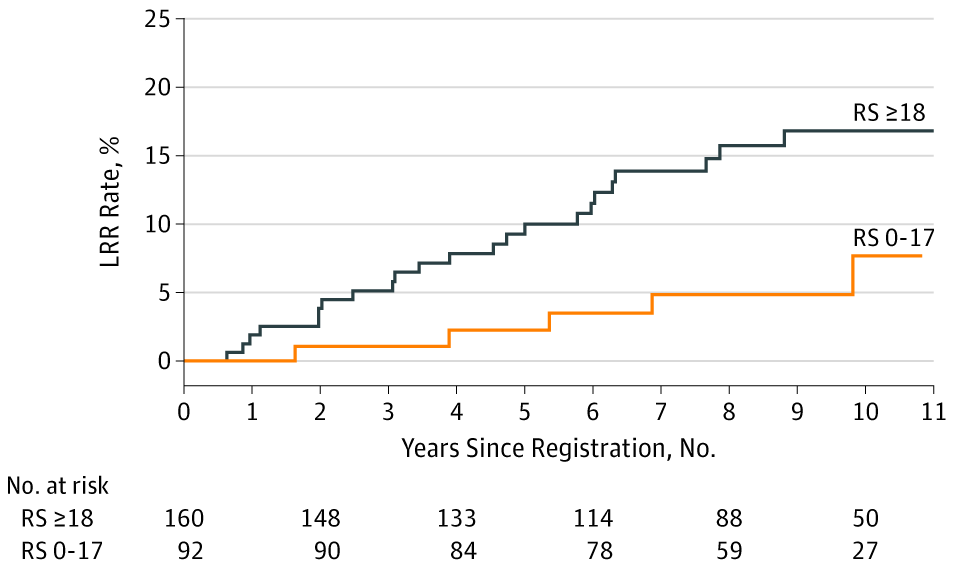 25
20
15
10
5
0
LRR Rate, %
RS ≥18
RS 0-17
0 1 2 3 4 5 6 7 8 9 10 11
Years Since Registration, No.
No. at risk
RS ≥18 160 148 133 114 88 50
RS 0-17 92 90 84 78 59 27